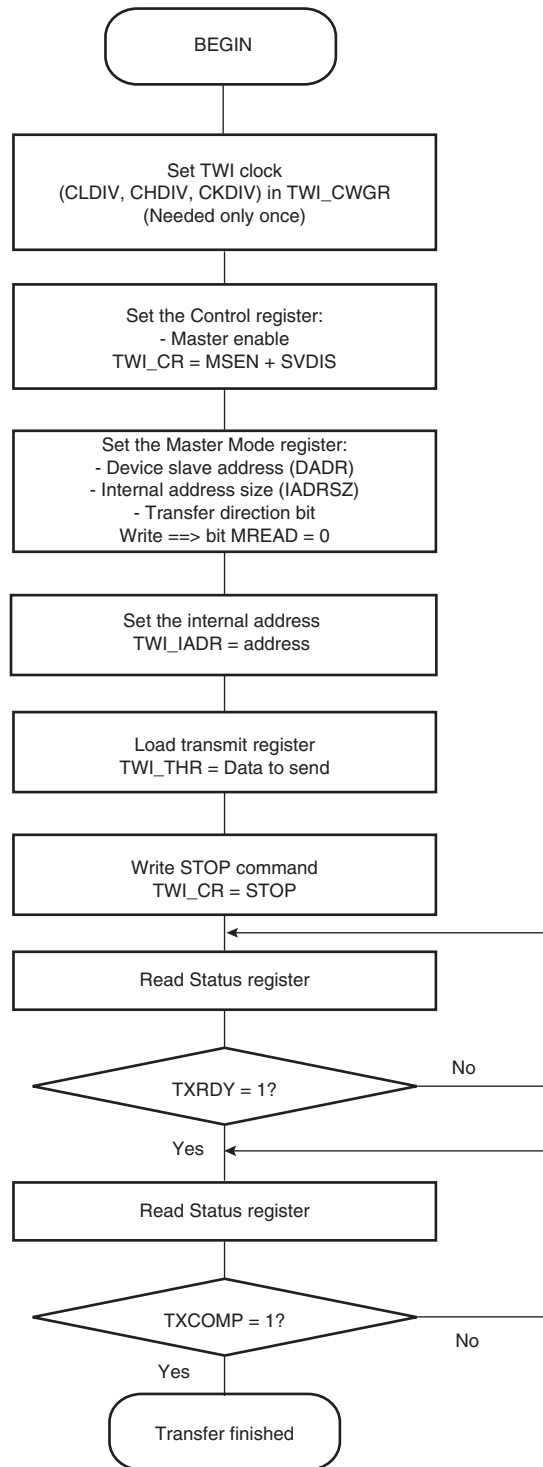 BEGIN
Set TWI clock
(CLDIV, CHDIV, CKDIV) in TWI_CWGR
(Needed only once)
Set the Control register:
- Master enable
TWI_CR = MSEN + SVDIS
Set the Master Mode register:
- Device slave address (DADR)
- Internal address size (IADRSZ)
- Transfer direction bit
Write ==> bit MREAD = 0
Set the internal address
TWI_IADR = address
Load transmit register
TWI_THR = Data to send
Write STOP command
TWI_CR = STOP
Read Status register
TXRDY = 1?
No
Yes
Read Status register
TXCOMP = 1?
No
Yes
Transfer finished